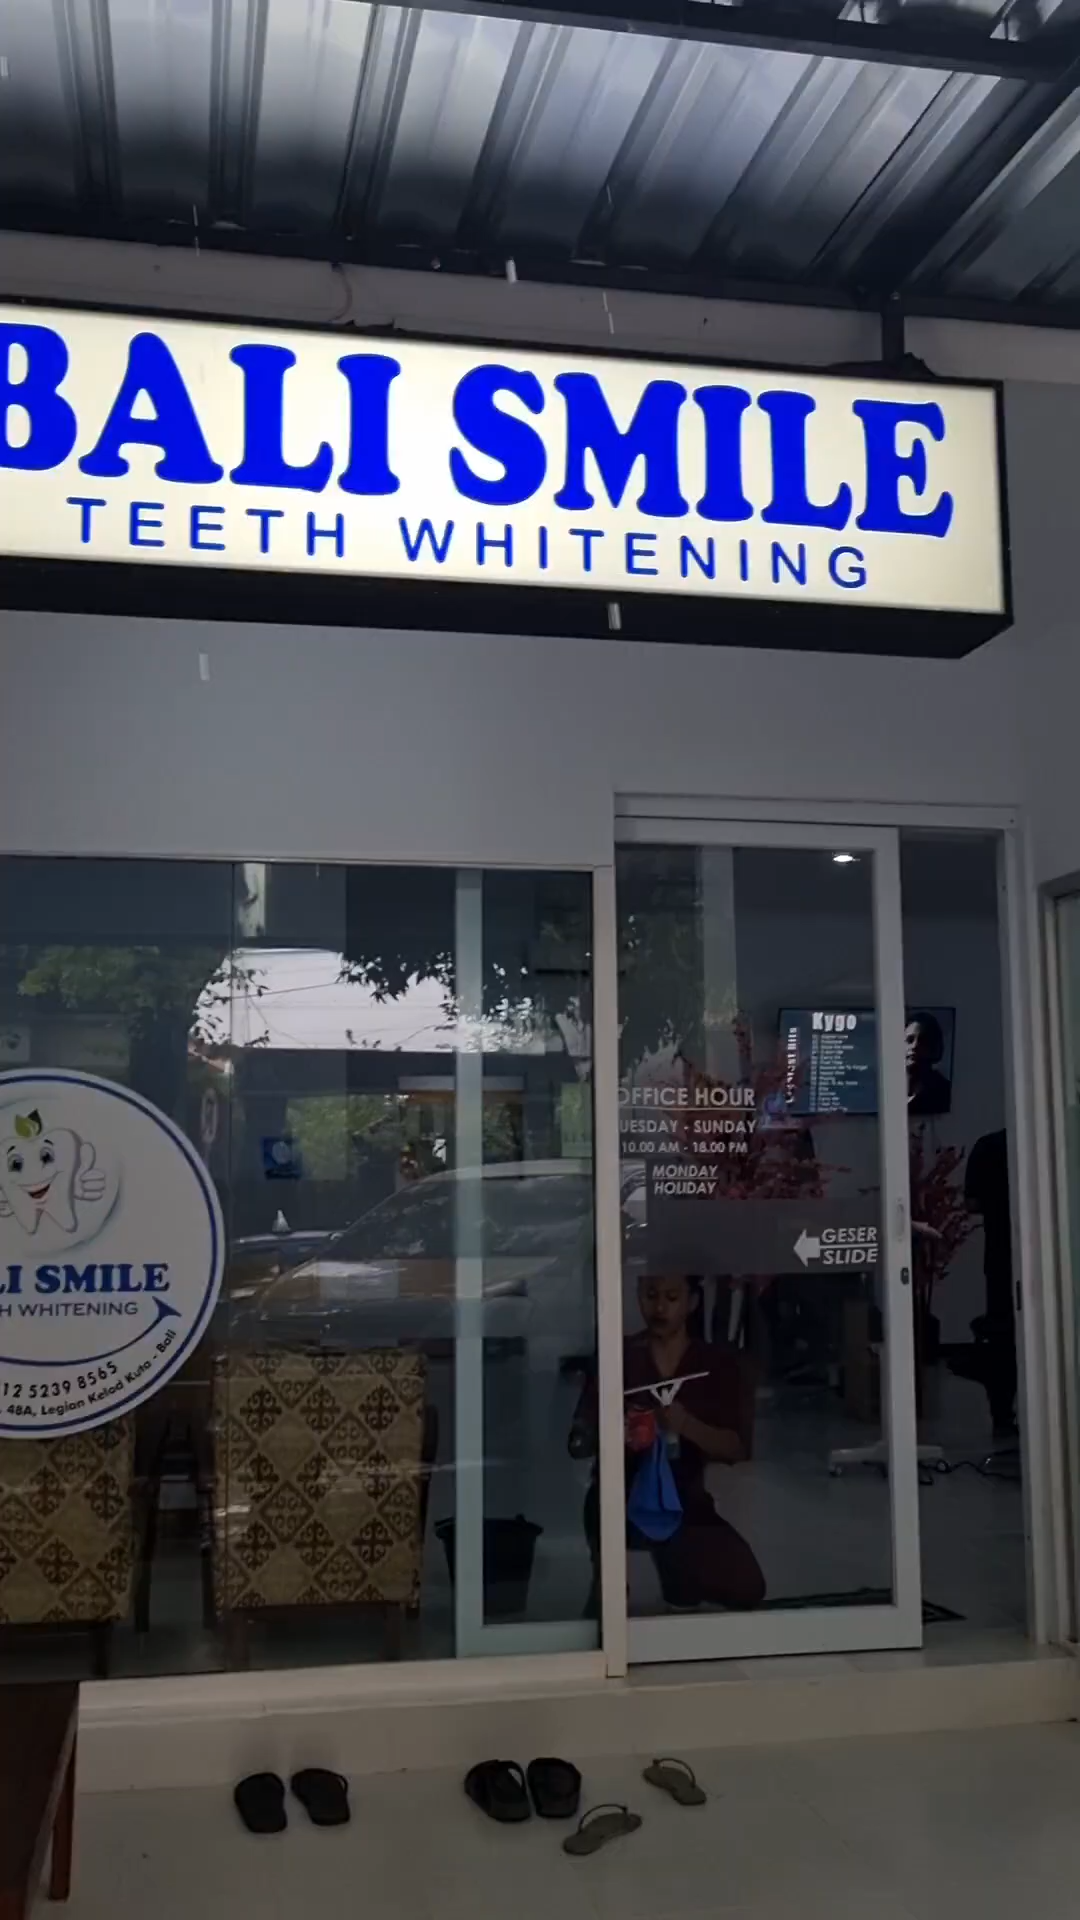 BALI SMILE
TEETH WHITENING
Kygo
OFFICE HOUR
UESDAY - SUNDAY
10.00 AM - 18.00 PM
MONDAY
HOLIDAY
GESER
SLIDE
LI SMILE
H WHITENING
12 5239 8565
48A, Legian Kelod Kuta - Bali